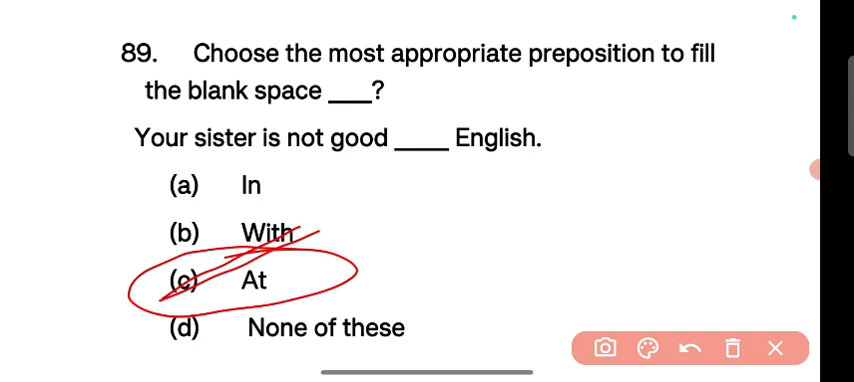 89. Choose the most appropriate preposition to fill
the blank space ____?
Your sister is not good ____ English.
(a) In
(b) With
(c) At
(d) None of these